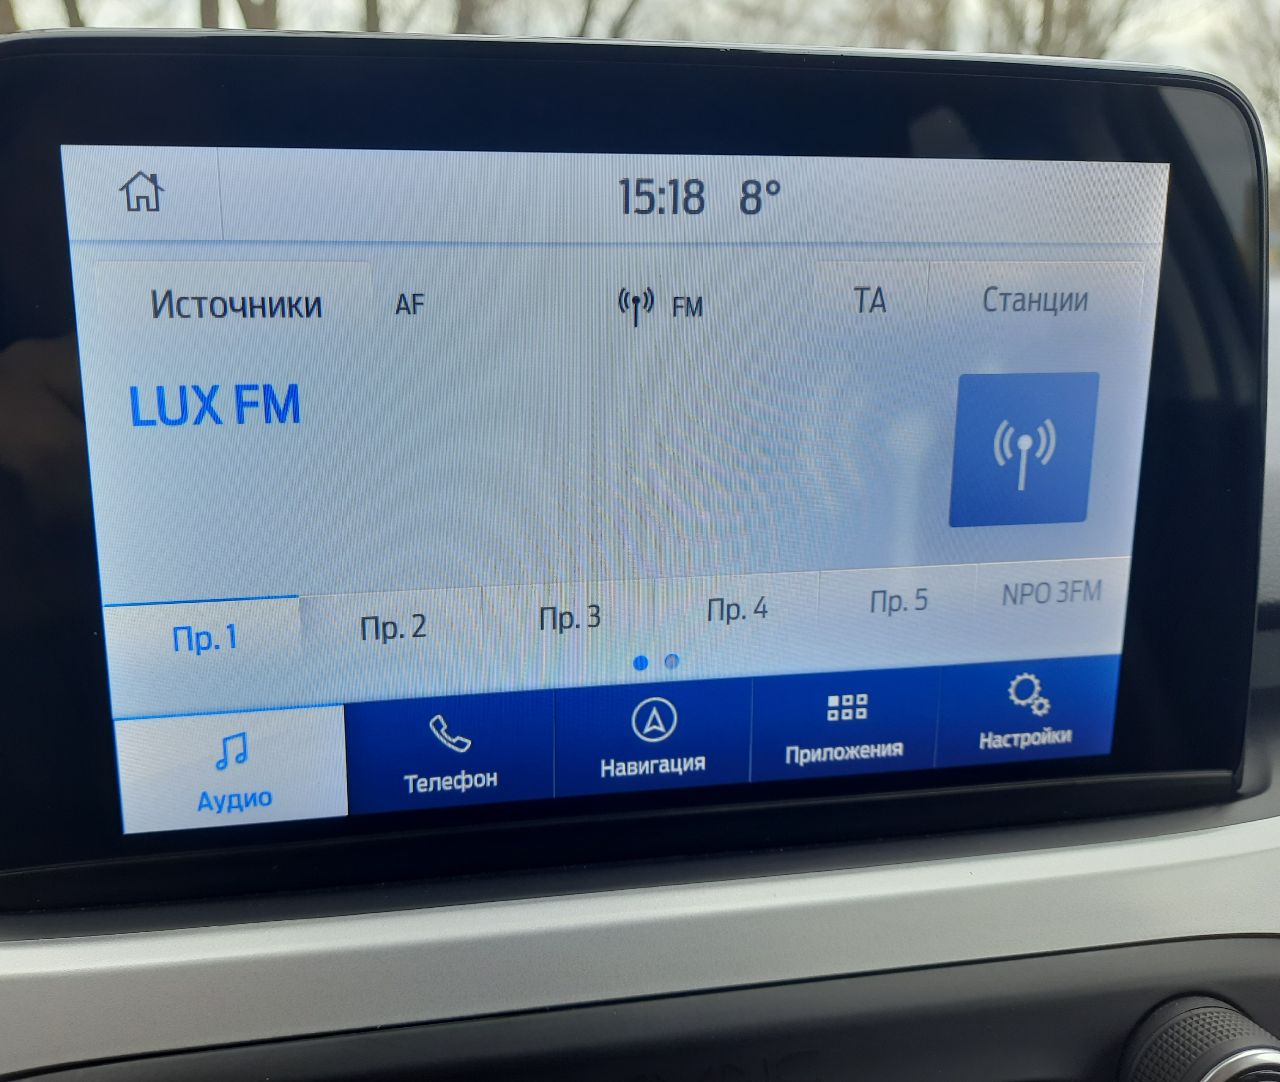 15:18 8°
Источники AF FM TA Станции
LUX FM
Пр. 1 Пр. 2 Пр. 3 Пр. 4 Пр. 5 NPO 3FM
Аудио Телефон Навигация Приложения Настройки